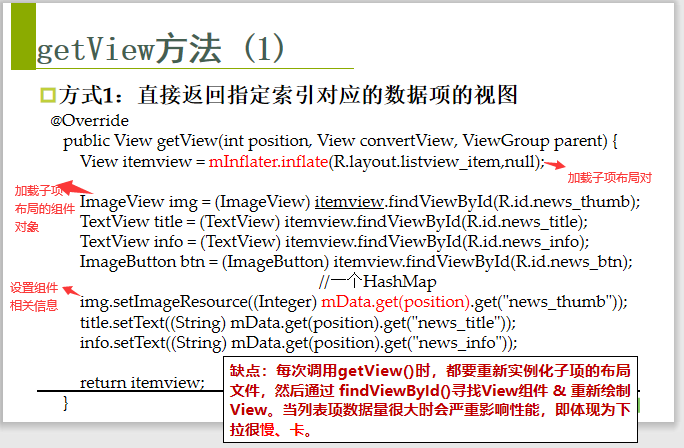 getView方法（1）
方式1：直接返回指定索引对应的数据项的视图
@Override
public View getView(int position, View convertView, ViewGroup parent) {
View itemview = mInflater.inflate(R.layout.listview_item,null);
加载子项布局对
加载子项
布局的组件
对象
ImageView img = (ImageView) itemview.findViewById(R.id.news_thumb);
TextView title = (TextView) itemview.findViewById(R.id.news_title);
TextView info = (TextView) itemview.findViewById(R.id.news_info);
ImageButton btn = (ImageButton) itemview.findViewById(R.id.news_btn);
//一个HashMap
设置组件
相关信息
img.setImageResource((Integer) mData.get(position).get("news_thumb"));
title.setText((String) mData.get(position).get("news_title"));
info.setText((String) mData.get(position).get("news_info"));
return itemview;
}
缺点：每次调用getView()时，都要重新实例化子项的布局
文件，然后通过 findViewById()寻找View组件 & 重新绘制
View。当列表项数据量很大时会严重影响性能，即体现为下
拉很慢、卡。